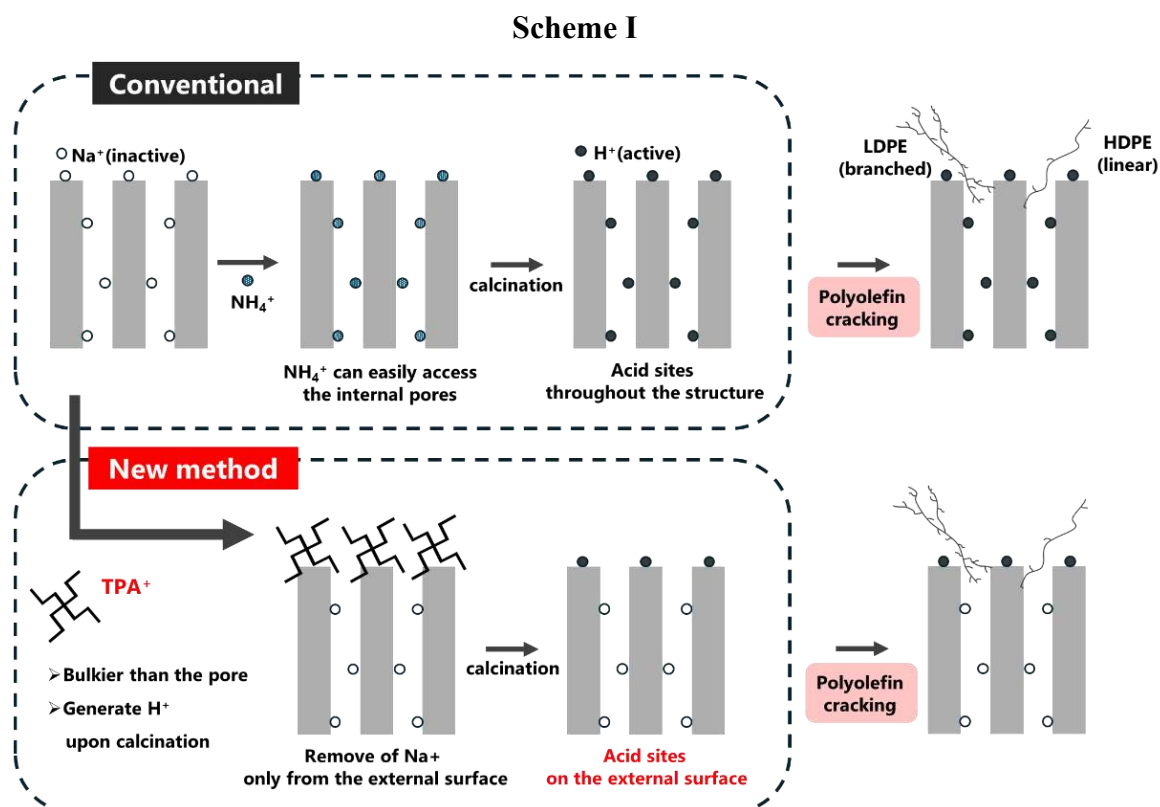 Scheme I
Conventional
Na⁺(inactive)
NH₄⁺
NH₄⁺ can easily access
the internal pores
calcination
H⁺(active)
Acid sites
throughout the structure
Polyolefin
cracking
LDPE
(branched)
HDPE
(linear)
New method
TPA⁺
➢Bulkier than the pore
➢Generate H⁺
upon calcination
Remove of Na+
only from the external surface
calcination
Acid sites
on the external surface
Polyolefin
cracking